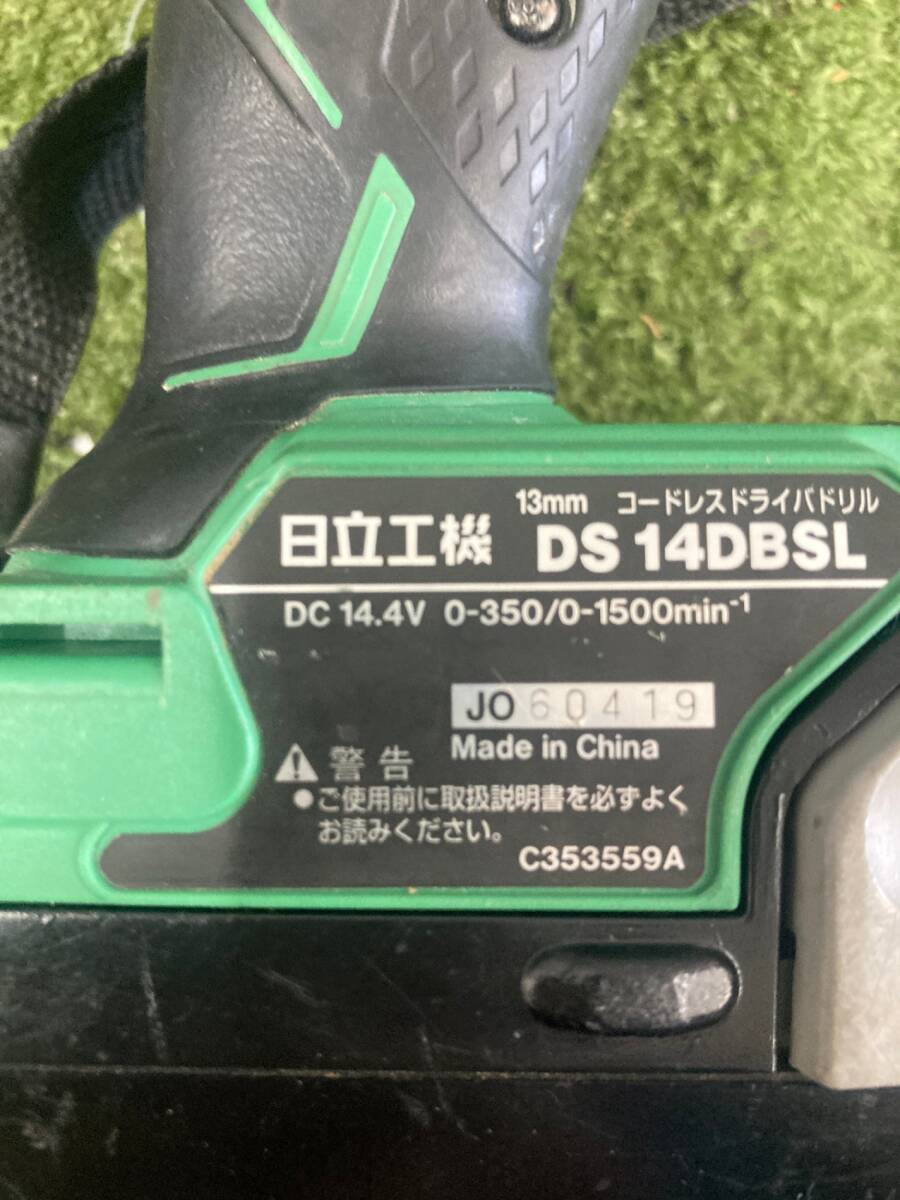 13mm コードレスドライバドリル
日立工機 DS 14DBSL
DC 14.4V 0-350/0-1500min⁻¹
JO 60419
Made in China
警告
●ご使用前に取扱説明書を必ずよく
お読みください。
C353559A